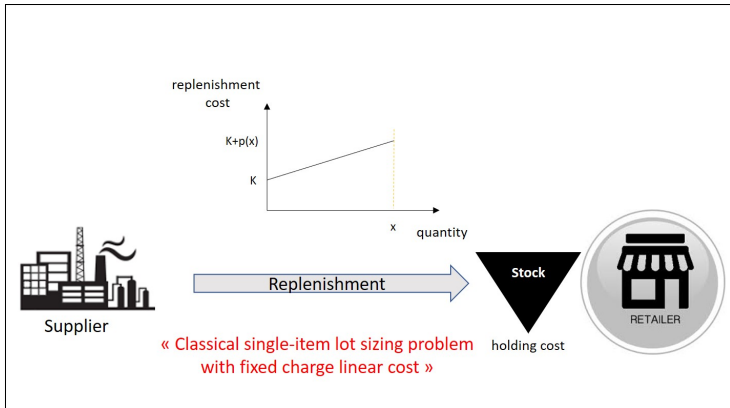 replenishment
cost
K+p(x)
K
x
quantity
Stock
Replenishment
RETAILER
Supplier
holding cost
« Classical single-item lot sizing problem
with fixed charge linear cost »